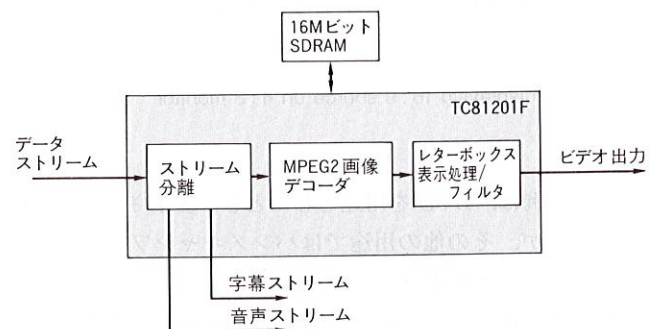 16Mビット
SDRAM
TC81201F
データ
ストリーム
ストリーム
分離
MPEG2画像
デコーダ
レターボックス
表示処理/
フィルタ
ビデオ出力
字幕ストリーム
音声ストリーム